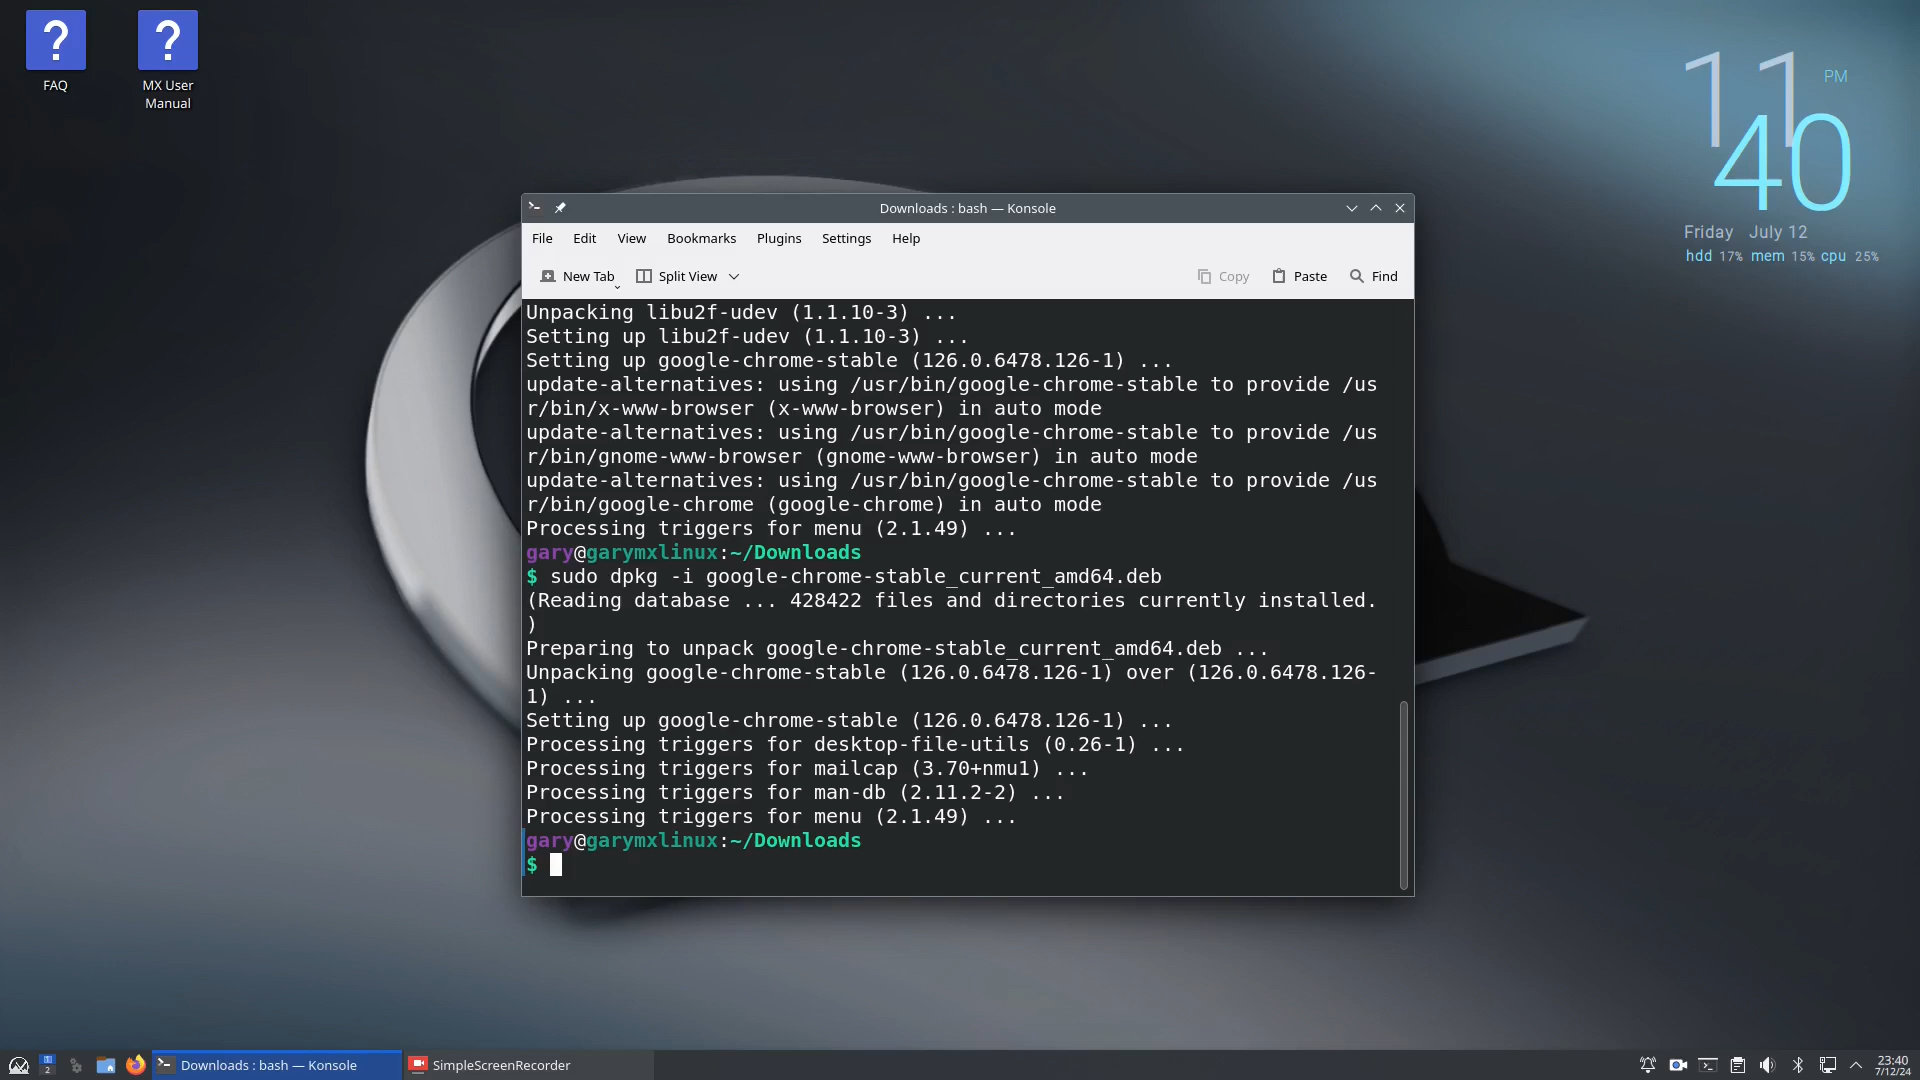 FAQ
MX User
Manual
11
PM
40
Friday July 12
hdd 17% mem 15% cpu 25%
Downloads : bash — Konsole
File Edit View Bookmarks Plugins Settings Help
New Tab Split View Copy Paste Find
Unpacking libu2f-udev (1.1.10-3) ...
Setting up libu2f-udev (1.1.10-3) ...
Setting up google-chrome-stable (126.0.6478.126-1) ...
update-alternatives: using /usr/bin/google-chrome-stable to provide /us
r/bin/x-www-browser (x-www-browser) in auto mode
update-alternatives: using /usr/bin/google-chrome-stable to provide /us
r/bin/gnome-www-browser (gnome-www-browser) in auto mode
update-alternatives: using /usr/bin/google-chrome-stable to provide /us
r/bin/google-chrome (google-chrome) in auto mode
Processing triggers for menu (2.1.49) ...
gary@garymxlinux:~/Downloads
$ sudo dpkg -i google-chrome-stable_current_amd64.deb
(Reading database ... 428422 files and directories currently installed.
)
Preparing to unpack google-chrome-stable_current_amd64.deb ...
Unpacking google-chrome-stable (126.0.6478.126-1) over (126.0.6478.126-
1) ...
Setting up google-chrome-stable (126.0.6478.126-1) ...
Processing triggers for desktop-file-utils (0.26-1) ...
Processing triggers for mailcap (3.70+nmu1) ...
Processing triggers for man-db (2.11.2-2) ...
Processing triggers for menu (2.1.49) ...
gary@garymxlinux:~/Downloads
$
1
2
Downloads : bash — Konsole
SimpleScreenRecorder
23:40
7/12/24